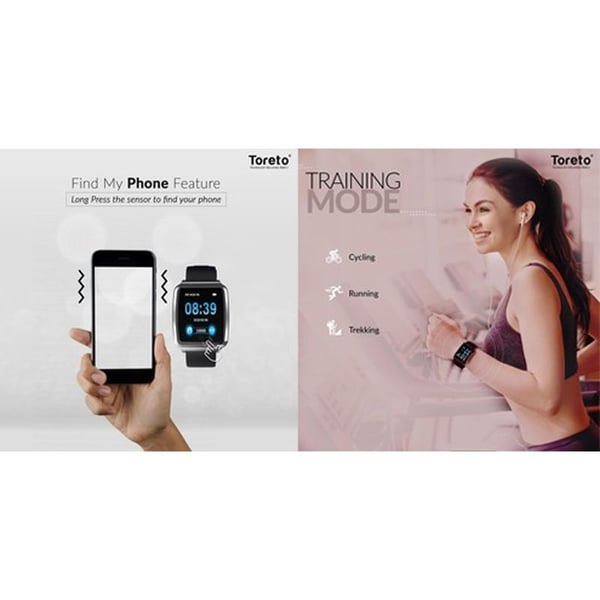 Toreto
Find My Phone Feature
Long Press the sensor to find your phone
08:39
Toreto
TRAINING
MODE
Cycling
Running
Trekking